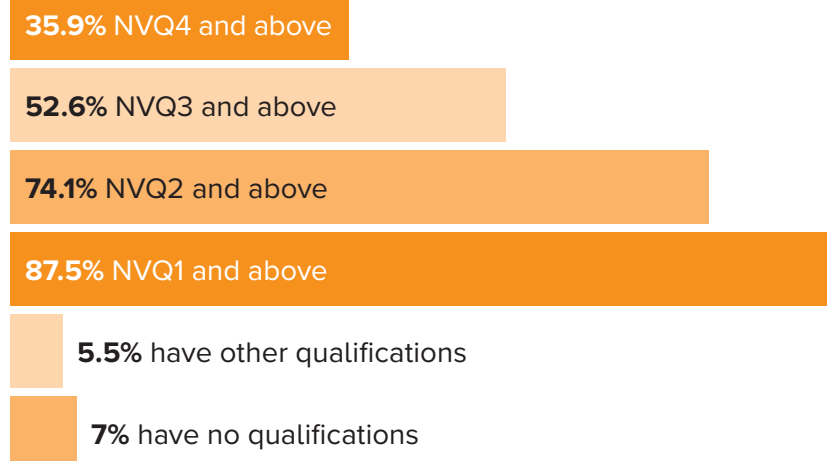 35.9% NVQ4 and above
52.6% NVQ3 and above
74.1% NVQ2 and above
87.5% NVQ1 and above
5.5% have other qualifications
7% have no qualifications